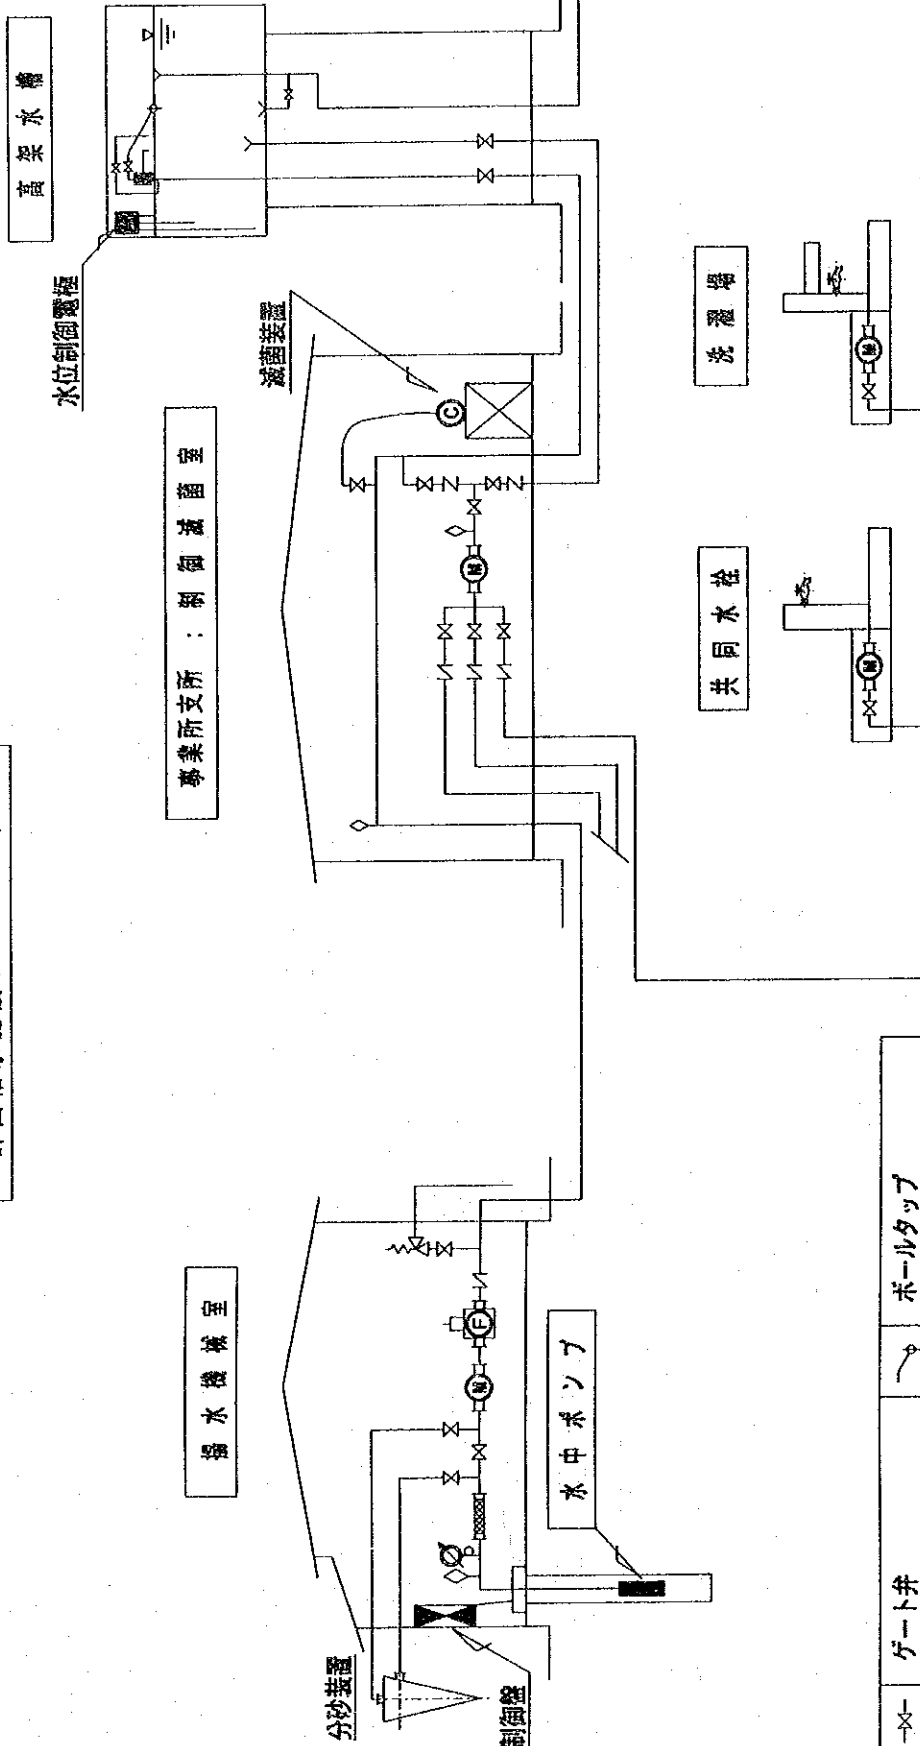 高架水槽
水位制御電極
滅菌装置
C
事業所支所 : 制御滅菌室
M
洗濯場
M
共同水栓
M
揚水機械室
F
M
水中ポンプ
分砂装置
制御盤
ゲート弁
ボールタップ